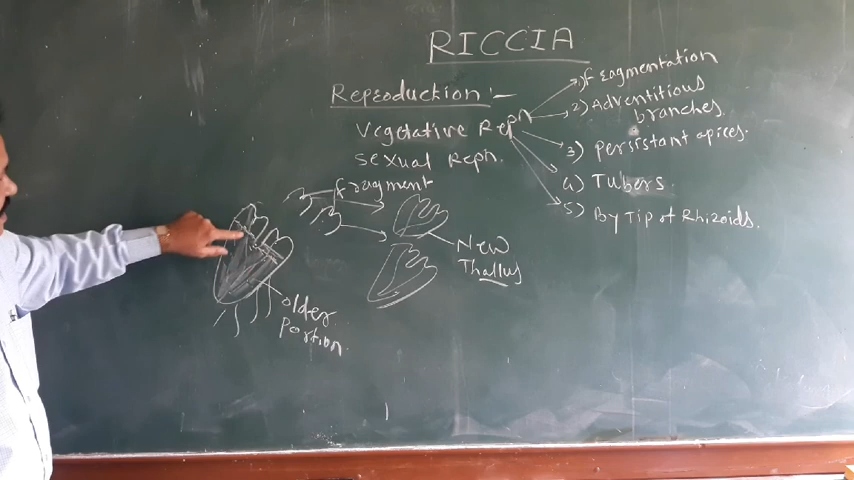 RICCIA
Reproduction :-
Vegetative Repn
Sexual Repn.
1) Fragmentation
2) Adventitious
branches.
3) Persistant apices.
4) Tubers.
5) By Tip of Rhizoids.
fragment
New
Thallus
older
portion.